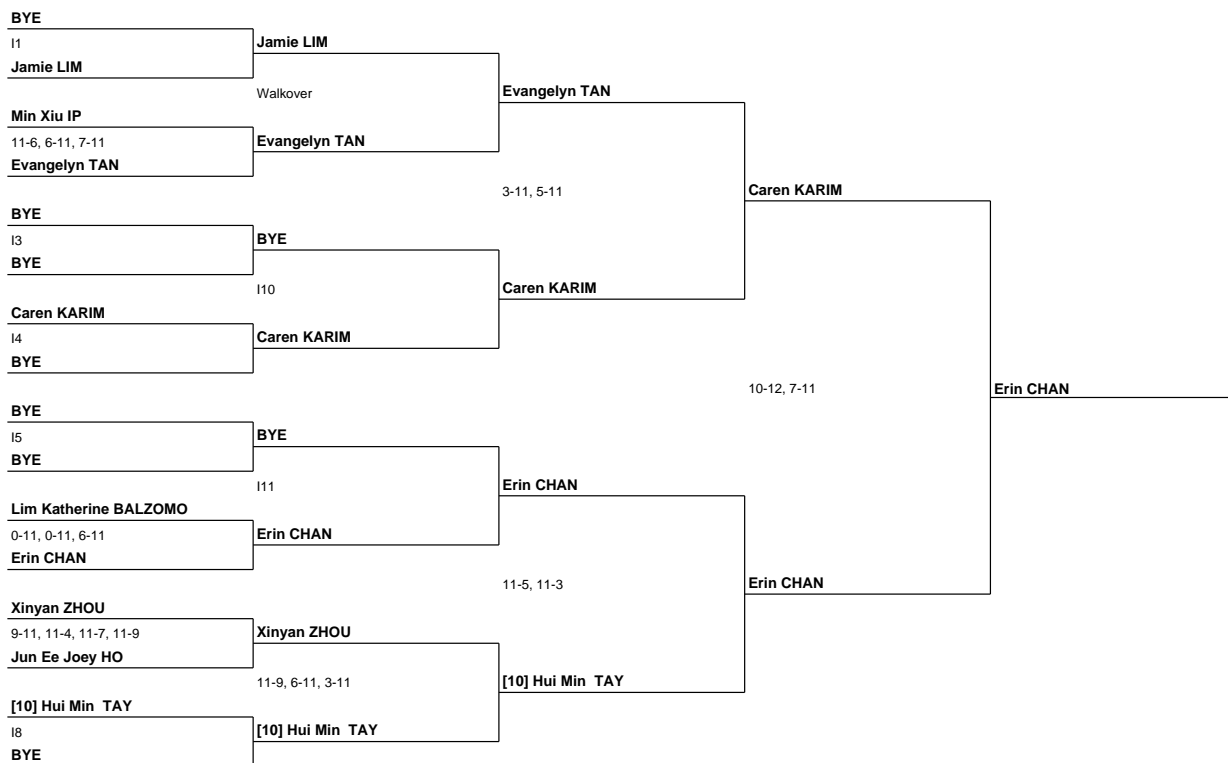 BYE
I1
Jamie LIM
Min Xiu IP
11-6, 6-11, 7-11
Evangelyn TAN
BYE
I3
BYE
Caren KARIM
I4
BYE
BYE
I5
BYE
Lim Katherine BALZOMO
0-11, 0-11, 6-11
Erin CHAN
Xinyan ZHOU
9-11, 11-4, 11-7, 11-9
Jun Ee Joey HO
[10] Hui Min  TAY
I8
BYE
Jamie LIM
Walkover
Evangelyn TAN
BYE
I10
Caren KARIM
BYE
I11
Erin CHAN
Xinyan ZHOU
11-9, 6-11, 3-11
[10] Hui Min  TAY
Evangelyn TAN
3-11, 5-11
Caren KARIM
Erin CHAN
11-5, 11-3
[10] Hui Min  TAY
Caren KARIM
10-12, 7-11
Erin CHAN
Erin CHAN